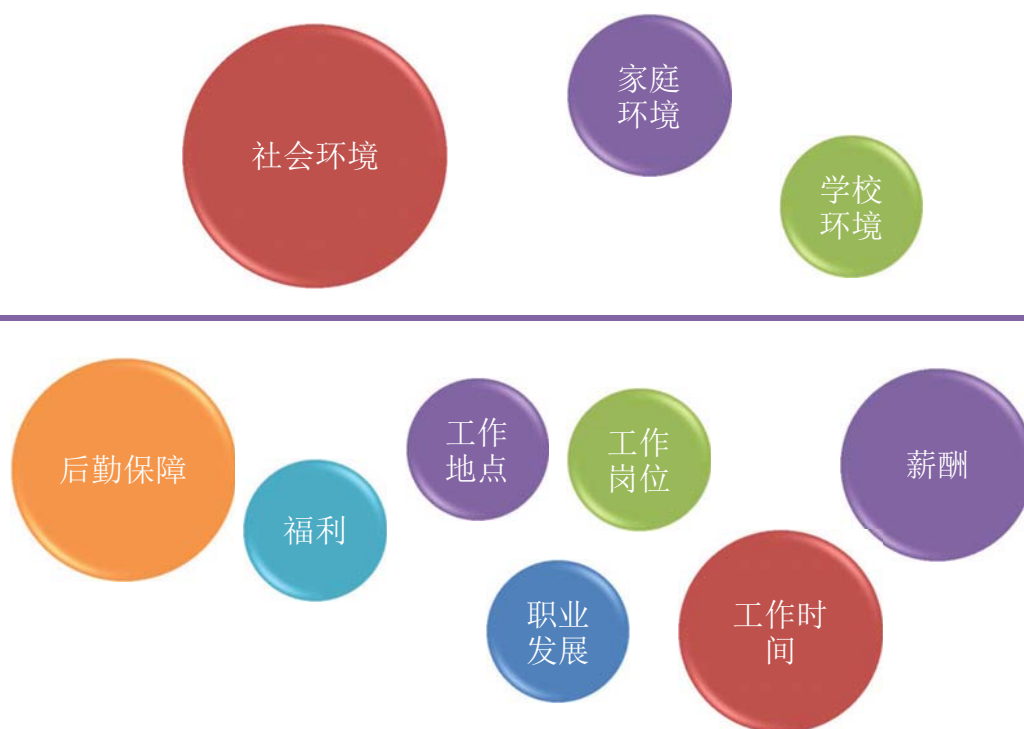 社会环境
家庭
环境
学校
环境
后勤保障
福利
工作
地点
工作
岗位
薪酬
职业
发展
工作时
间